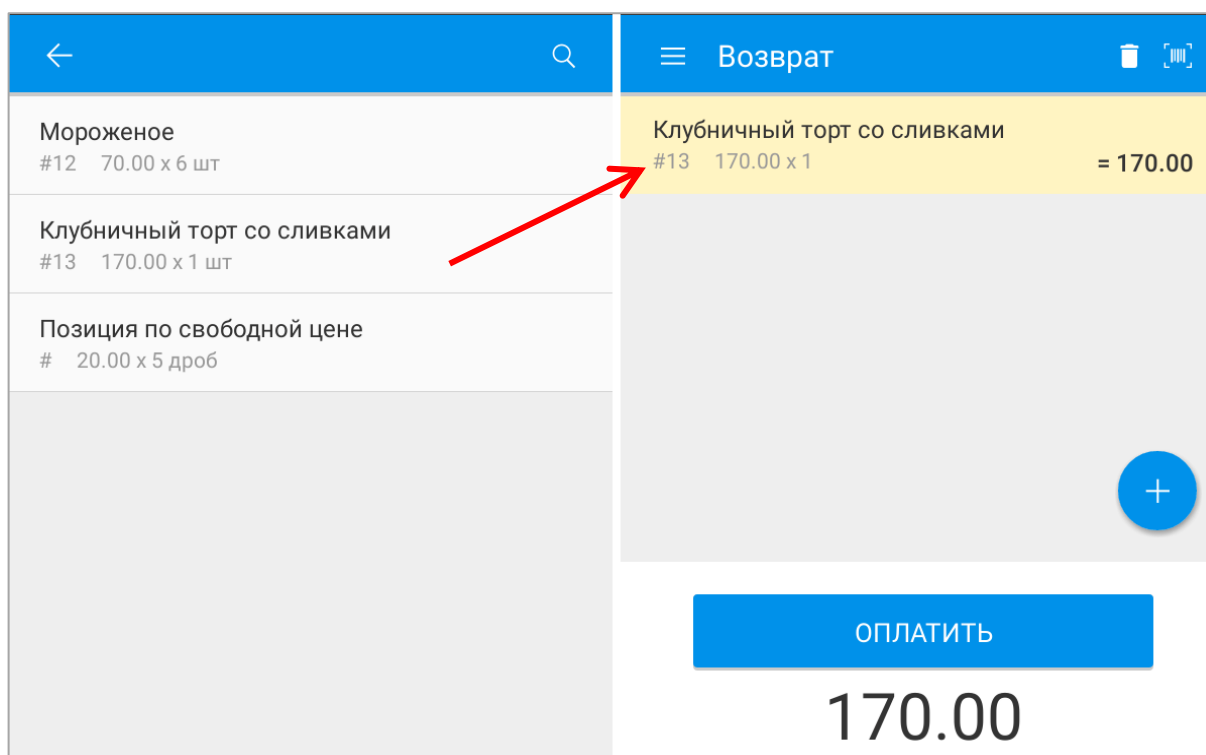 Мороженое
#12 70.00 x 6 шт
Клубничный торт со сливками
#13 170.00 x 1 шт
Позиция по свободной цене
# 20.00 x 5 дроб
Возврат
Клубничный торт со сливками
#13 170.00 x 1 = 170.00
ОПЛАТИТЬ
170.00